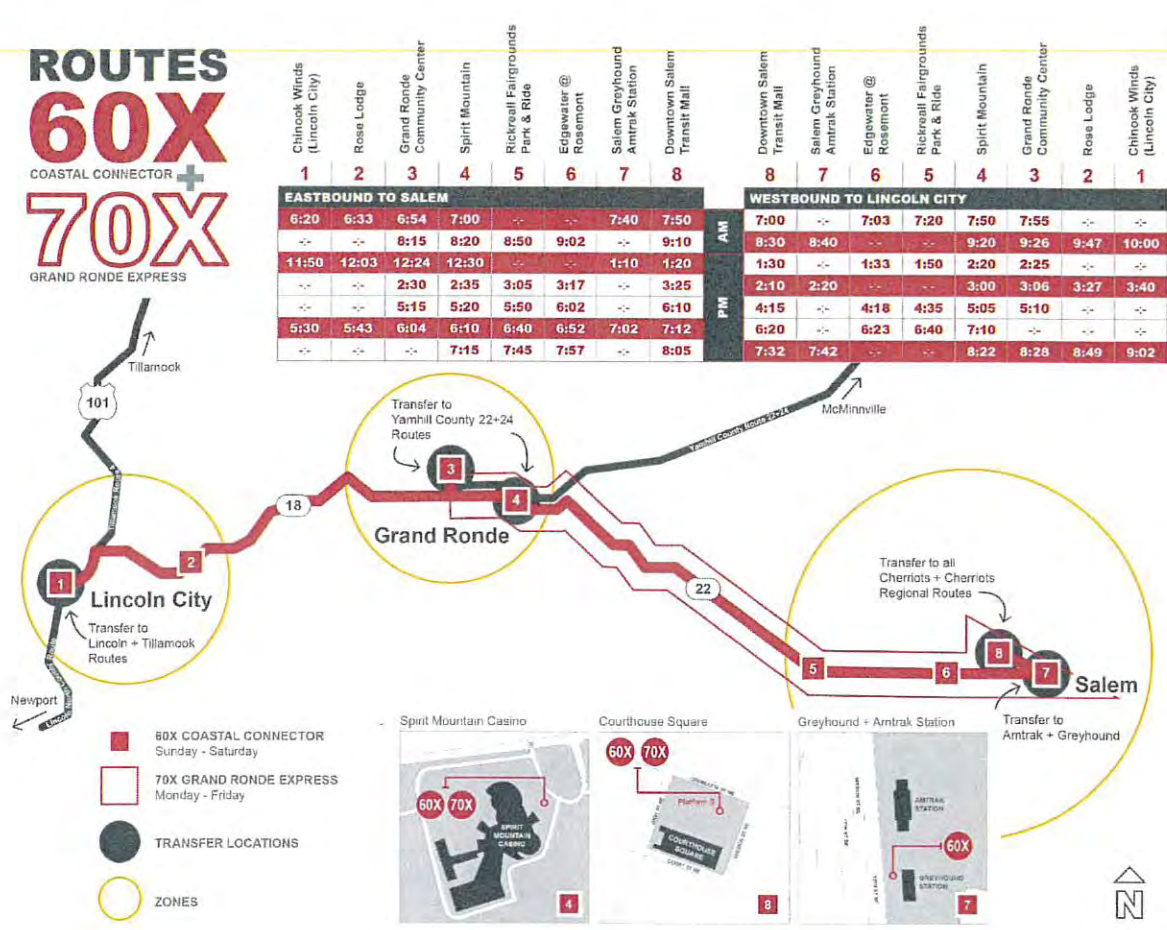 ROUTES
60X
COASTAL CONNECTOR +
70X
GRAND RONDE EXPRESS
Chinook Winds
(Lincoln City)
Rose Lodge
Grand Ronde
Community Center
Spirit Mountain
Rickreall Fairgrounds
Park & Ride
Edgewater @
Rosemont
Salem Greyhound
Amtrak Station
Downtown Salem
Transit Mall
Downtown Salem
Transit Mall
Salem Greyhound
Amtrak Station
Edgewater @
Rosemont
Rickreall Fairgrounds
Park & Ride
Spirit Mountain
Grand Ronde
Community Center
Rose Lodge
Chinook Winds
(Lincoln City)
1 2 3 4 5 6 7 8 8 7 6 5 4 3 2 1
EASTBOUND TO SALEM WESTBOUND TO LINCOLN CITY
6:20 6:33 6:54 7:00 -:- -:- 7:40 7:50 7:00 -:- 7:03 7:20 7:50 7:55
-:- -:- 8:15 8:20 8:50 9:02 -:- 9:10 8:30 8:40 -:- -:- 9:20 9:26 9:47 10:00
11:50 12:03 12:24 12:30 -:- -:- 1:10 1:20 1:30 -:- 1:33 1:50 2:20 2:25
-:- -:- 2:30 2:35 3:05 3:17 -:- 3:25 2:10 2:20 -:- -:- 3:00 3:06 3:27 3:40
-:- -:- 5:15 5:20 5:50 6:02 -:- 6:10 4:15 -:- 4:18 4:35 5:05 5:10 -:- -:-
5:30 5:43 6:04 6:10 6:40 6:52 7:02 7:12 6:20 -:- 6:23 6:40 7:10 -:- -:- -:-
-:- -:- -:- 7:15 7:45 7:57 -:- 8:05 7:32 7:42 -:- -:- 8:22 8:28 8:49 9:02
AM
PM
Tillamook
101
Transfer to
Yamhill County 22+24
Routes
McMinnville
Yamhill County Route 22+24
3
4
18
Grand Ronde
2
1
Lincoln City
Transfer to
Lincoln + Tillamook
Routes
Newport
22
Transfer to all
Cherriots + Cherriots
Regional Routes
5
6
8
7
Salem
Transfer to
Amtrak + Greyhound
60X COASTAL CONNECTOR
Sunday - Saturday
70X GRAND RONDE EXPRESS
Monday - Friday
TRANSFER LOCATIONS
ZONES
Spirit Mountain Casino
60X 70X
SPIRIT
MOUNTAIN
CASINO
4
Courthouse Square
60X 70X
COURTHOUSE
SQUARE
COURT ST NE
8
Greyhound + Amtrak Station
AMTRAK
STATION
60X
GREYHOUND
STATION
7
N